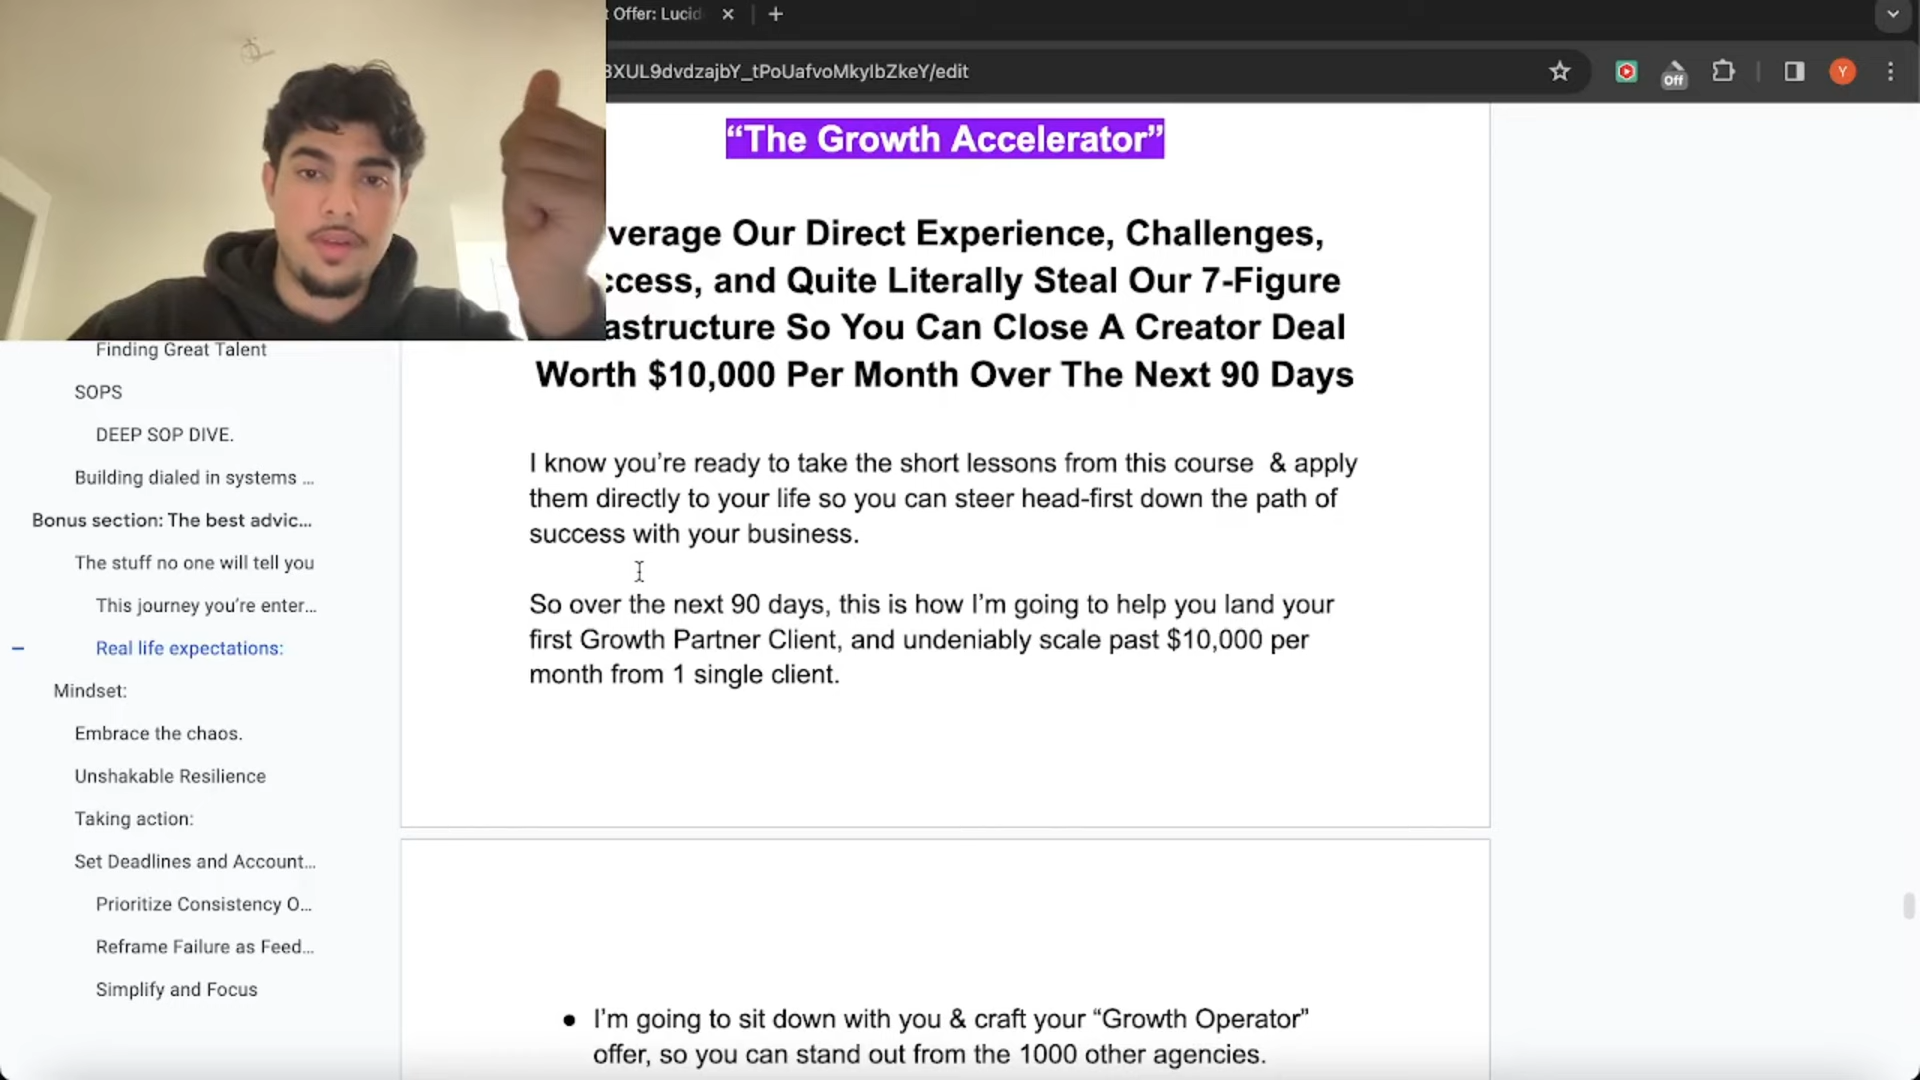 t Offer: Lucid
3XUL9dvdzajbY_tPoUafvoMkyIbZkeY/edit
Off
Y
“The Growth Accelerator”
verage Our Direct Experience, Challenges,
ccess, and Quite Literally Steal Our 7-Figure
astructure So You Can Close A Creator Deal
Worth $10,000 Per Month Over The Next 90 Days
I know you’re ready to take the short lessons from this course & apply
them directly to your life so you can steer head-first down the path of
success with your business.
So over the next 90 days, this is how I’m going to help you land your
first Growth Partner Client, and undeniably scale past $10,000 per
month from 1 single client.
● I’m going to sit down with you & craft your “Growth Operator”
offer, so you can stand out from the 1000 other agencies.
Finding Great Talent
SOPS
DEEP SOP DIVE.
Building dialed in systems ...
Bonus section: The best advic...
The stuff no one will tell you
This journey you’re enter...
Real life expectations:
Mindset:
Embrace the chaos.
Unshakable Resilience
Taking action:
Set Deadlines and Account...
Prioritize Consistency O...
Reframe Failure as Feed...
Simplify and Focus